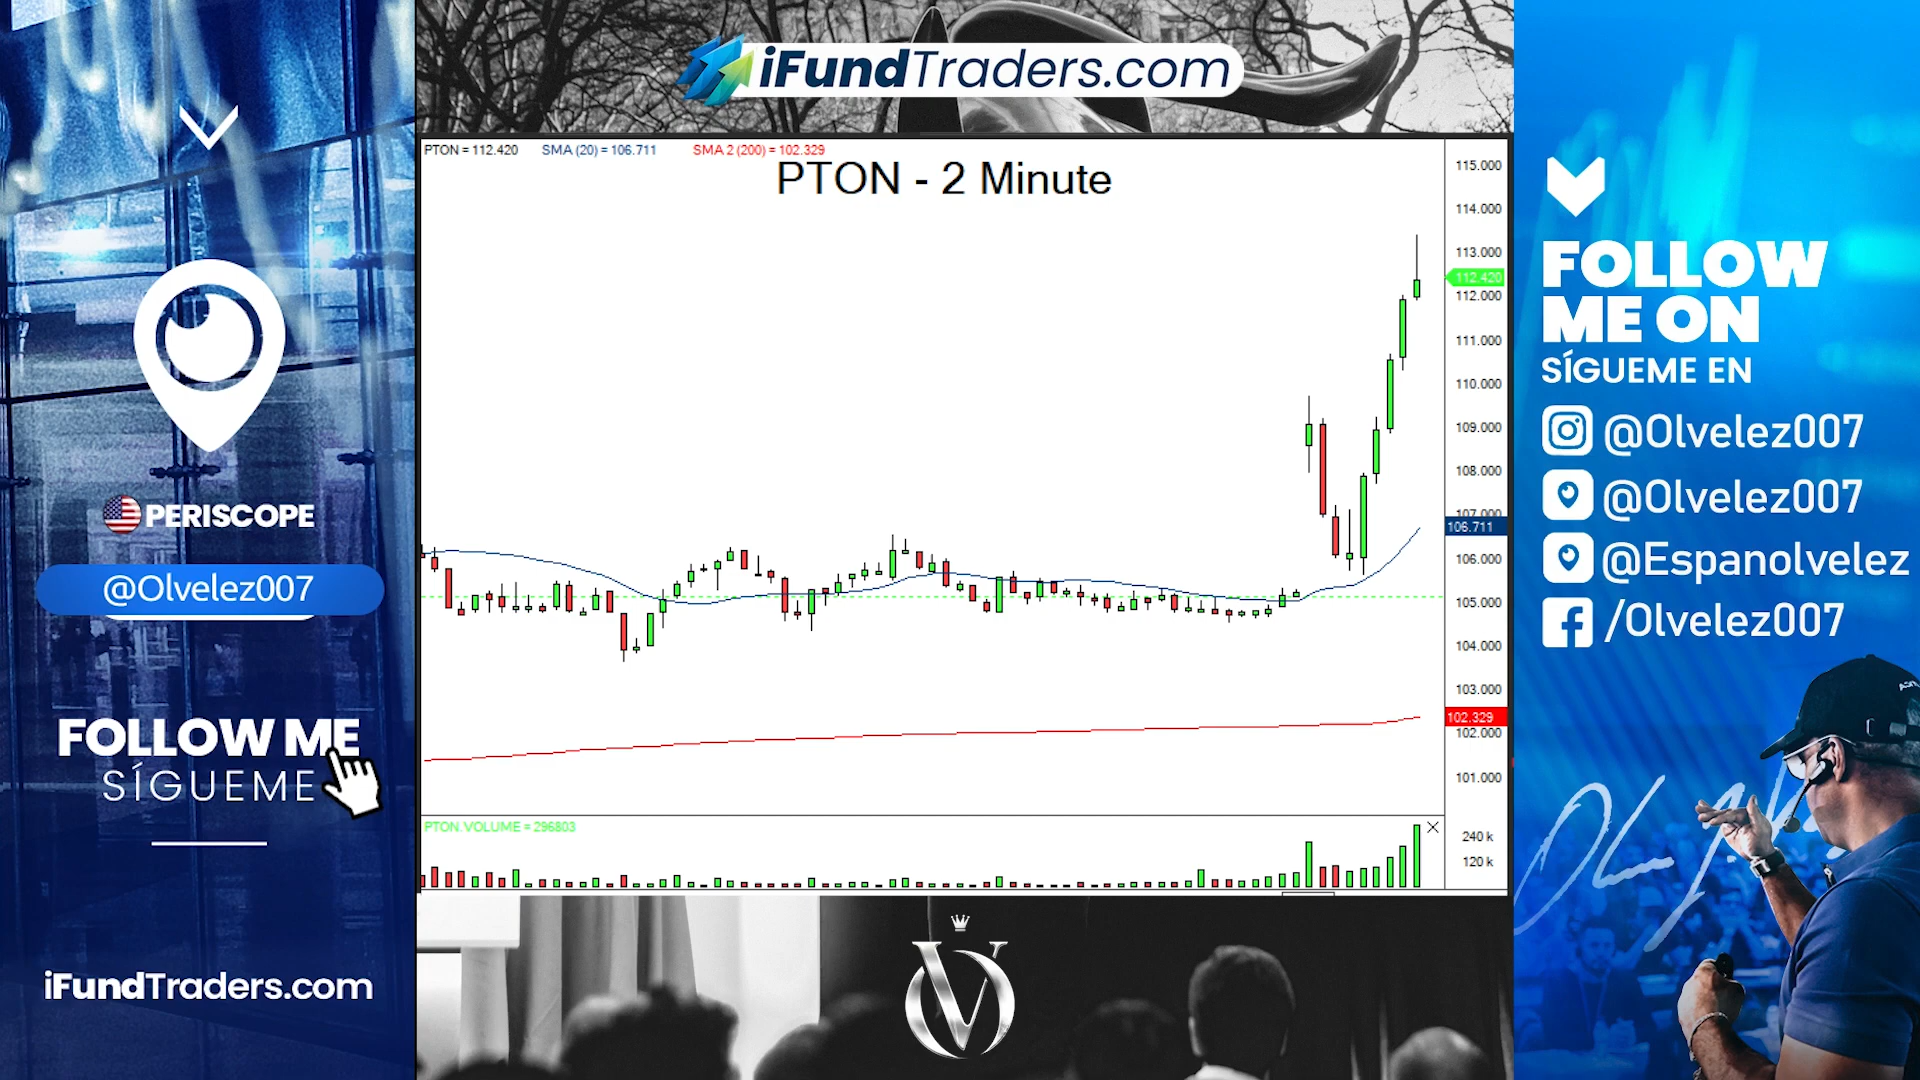 iFundTraders.com
PERISCOPE
@Olvelez007
FOLLOW ME
SÍGUEME
iFundTraders.com
PTON = 112.420 SMA (20) = 106.711 SMA 2 (200) = 102.329
PTON - 2 Minute
115.000
114.000
113.000
112.420
112.000
111.000
110.000
109.000
108.000
107.000
106.711
106.000
105.000
104.000
103.000
102.329
102.000
101.000
PTON.VOLUME = 296803
240 k
120 k
OV
FOLLOW
ME ON
SÍGUEME EN
@Olvelez007
@Olvelez007
@Espanolvelez
/Olvelez007